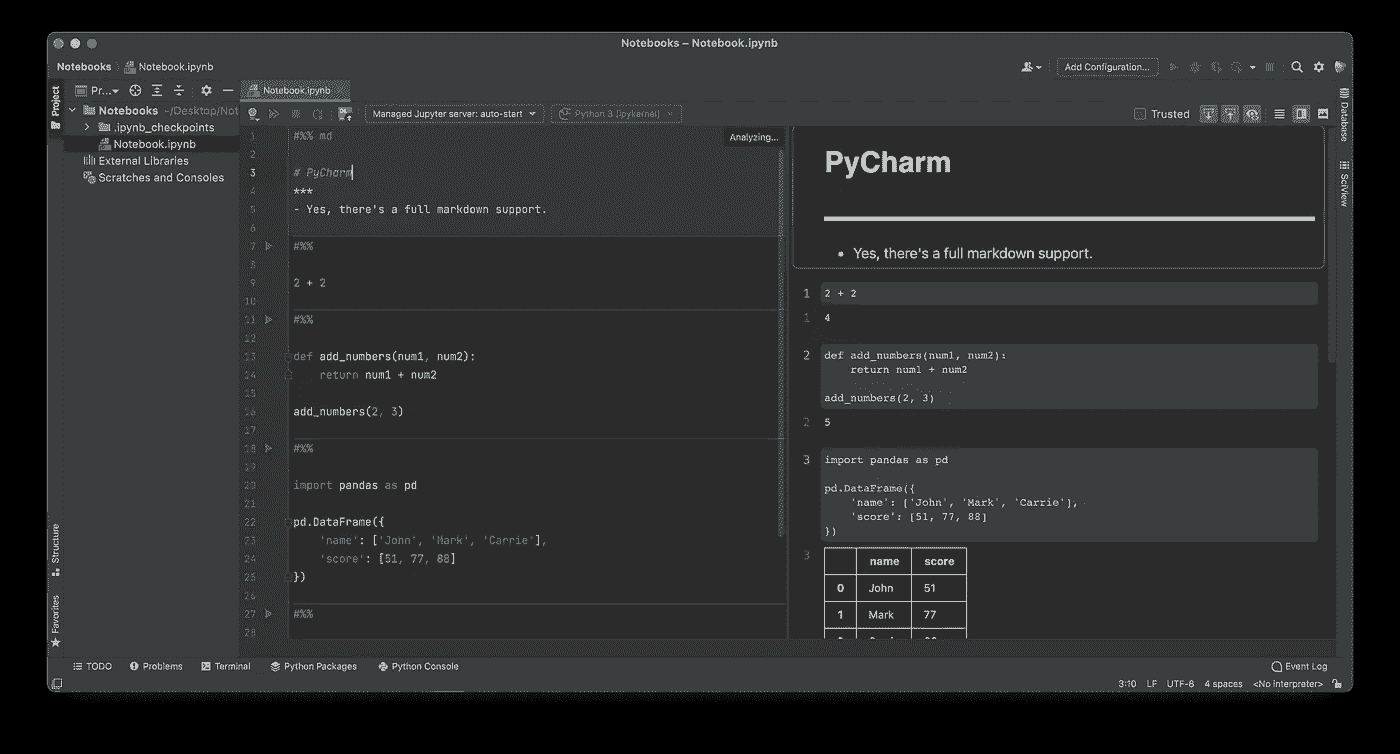 Notebooks – Notebook.ipynb
Notebooks
Notebook.ipynb
Add Configuration...
Project
Pr...
Notebooks ~/Desktop/Not
.ipynb_checkpoints
Notebook.ipynb
External Libraries
Scratches and Consoles
Structure
Favorites
Notebook.ipynb
Managed Jupyter server: auto-start
Python 3 (ipykernel)
Trusted
Analyzing...
1 #%% md
2
3 # PyCharm
4 ***
5 - Yes, there's a full markdown support.
6
7 #%%
8
9 2 + 2
10
11 #%%
12
13 def add_numbers(num1, num2):
14 return num1 + num2
15
16 add_numbers(2, 3)
17
18 #%%
19
20 import pandas as pd
21
22 pd.DataFrame({
23 'name': ['John', 'Mark', 'Carrie'],
24 'score': [51, 77, 88]
25 })
26
27 #%%
28
PyCharm
Yes, there's a full markdown support.
1 2 + 2
1 4
2 def add_numbers(num1, num2):
return num1 + num2
add_numbers(2, 3)
2 5
3 import pandas as pd
pd.DataFrame({
'name': ['John', 'Mark', 'Carrie'],
'score': [51, 77, 88]
})
3
name score
0 John 51
1 Mark 77
Database
SciView
TODO
Problems
Terminal
Python Packages
Python Console
Event Log
3:10 LF UTF-8 4 spaces <No interpreter>